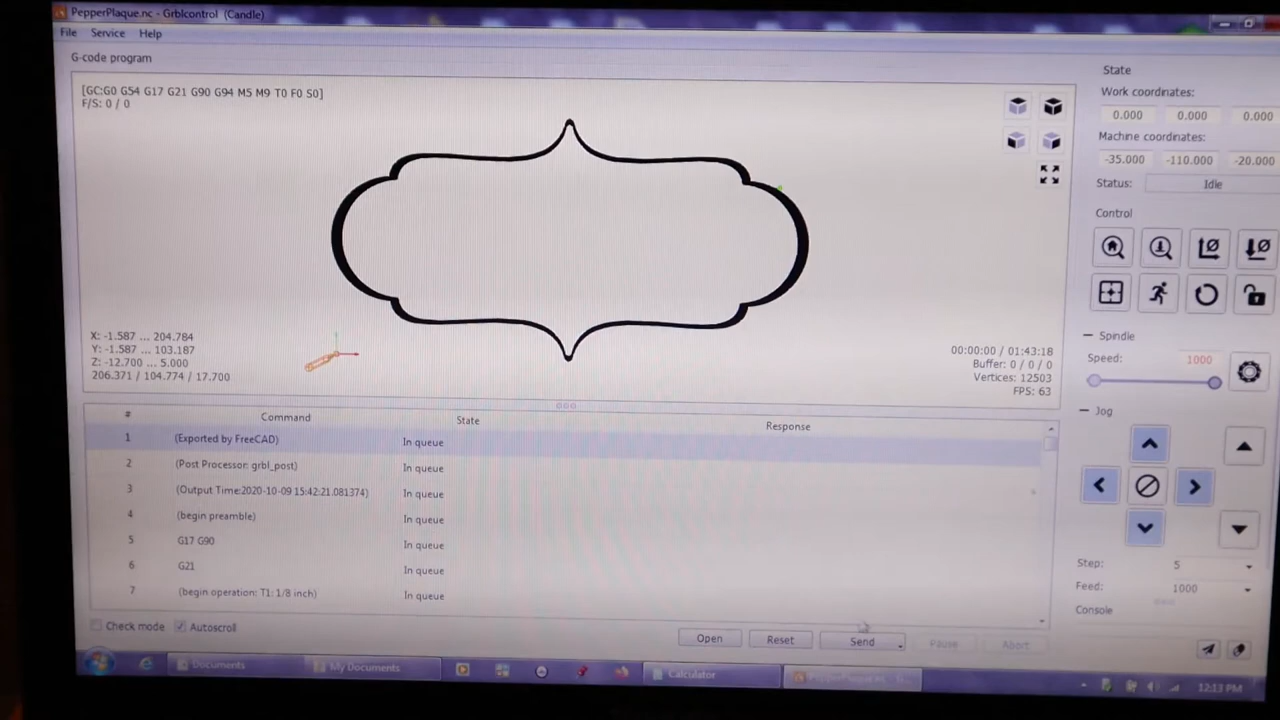 PepperPlaque.nc - Grblcontrol (Candle)
File Service Help
G-code program
[GC:G0 G54 G17 G21 G90 G94 M5 M9 T0 F0 S0]
F/S: 0 / 0
X: -1.587 ... 204.784
Y: -1.587 ... 103.187
Z: -12.700 ... 5.000
206.371 / 104.774 / 17.700
00:00:00 / 01:43:18
Buffer: 0 / 0 / 0
Vertices: 12503
FPS: 63
# Command State Response
1 (Exported by FreeCAD) In queue
2 (Post Processor: grbl_post) In queue
3 (Output Time:2020-10-09 15:42:21.081374) In queue
4 (begin preamble) In queue
5 G17 G90 In queue
6 G21 In queue
7 (begin operation: T1: 1/8 inch) In queue
Check mode Autoscroll Open Reset Send Pause Abort
State
Work coordinates:
0.000 0.000 0.000
Machine coordinates:
-35.000 -110.000 -20.000
Status: Idle
Control
Spindle
Speed: 1000
Jog
Step: 5
Feed: 1000
Console
Documents My Documents Calculator 12:13 PM